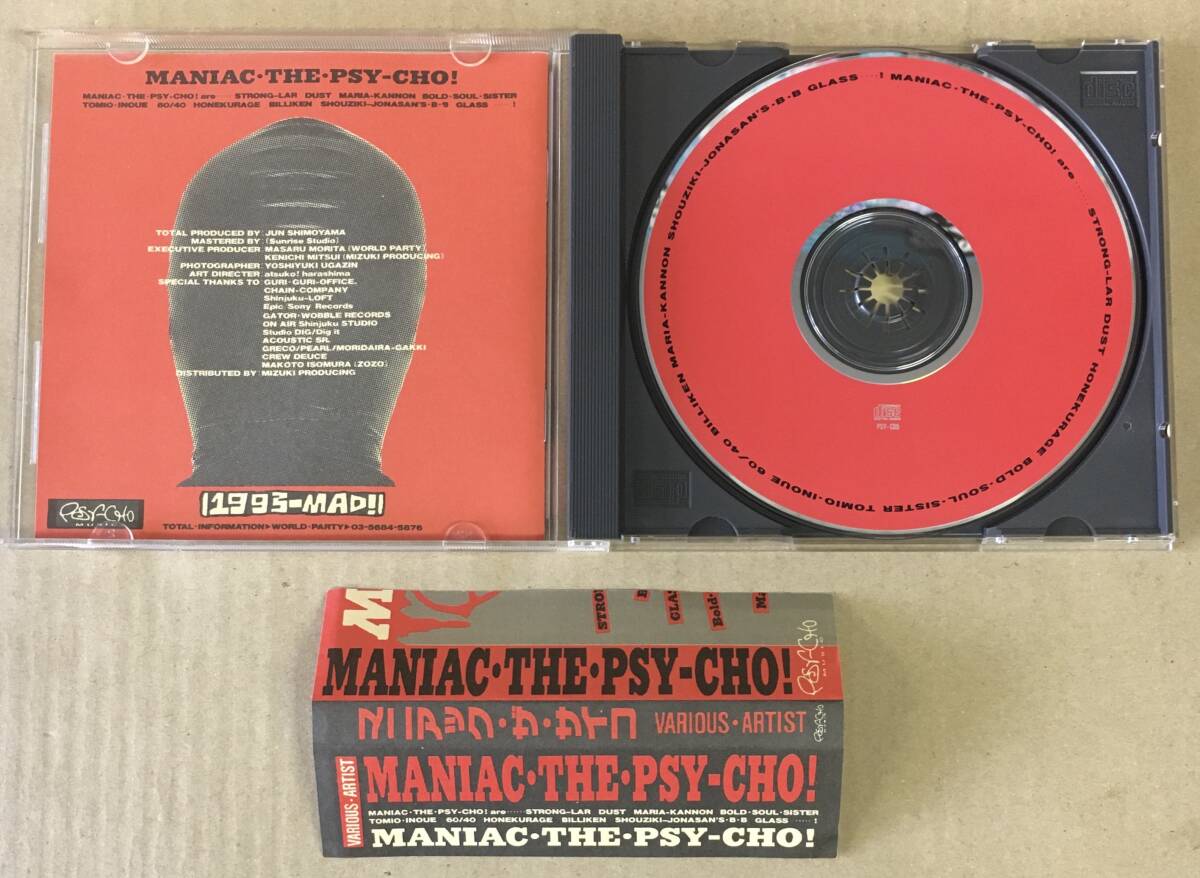 MANIAC・THE・PSY-CHO!
MANIAC・THE・PSY-CHO! are‥‥‥ STRONG-LAR DUST MARIA-KANNON BOLD・SOUL・SISTER
TOMIO・INOUE 60/40 HONEKURAGE BILLIKEN SHOUZIKI-JONASAN'S・B・B GLASS ‥‥‥!
TOTAL PRODUCED BY JUN SHIMOYAMA
MASTERED BY (Sunrise Studio)
EXECUTIVE PRODUCER MASARU MORITA (WORLD PARTY)
KENICHI MITSUI (MIZUKI PRODUCING)
PHOTOGRAPHER YOSHIYUKI UGAZIN
ART DIRECTER atsuko! harashima
SPECIAL THANKS TO GURI・GURI-OFFICE.
CHAIN-COMPANY
Shinjuku-LOFT
Epic Sony Records
GATOR-WOBBLE RECORDS
ON AIR Shinjuku STUDIO
Studio DIG/Dig it
ACOUSTIC SR.
GRECO/PEARL/MORIDAIRA-GAKKI
CREW DEUCE
MAKOTO ISOMURA (ZOZO)
DISTRIBUTED BY MIZUKI PRODUCING
1993-MAD!!
PSYACHO
TOTAL・INFORMATION▶WORLD・PARTY▶03-5684-5876
MANIAC・THE・PSY-CHO! are‥‥‥ STRONG-LAR DUST HONEKURAGE BOLD・SOUL・SISTER TOMIO・INOUE 60/40 BILLIKEN MARIA-KANNON SHOUZIKI-JONASAN'S・B・B GLASS ‥‥!
disc
disc
PSY-CD5
MANIAC・THE・PSY-CHO!
PSYACHO
マニアック・ザ・サイコ VARIOUS・ARTIST
PSYACHO
VARIOUS・ARTIST
MANIAC・THE・PSY-CHO!
MANIAC・THE・PSY-CHO! are‥‥‥STRONG-LAR DUST MARIA-KANNON BOLD・SOUL・SISTER
TOMIO・INOUE 60/40 HONEKURAGE BILLIKEN SHOUZIKI-JONASAN'S・B・B GLASS ‥‥‥!
MANIAC・THE・PSY-CHO!